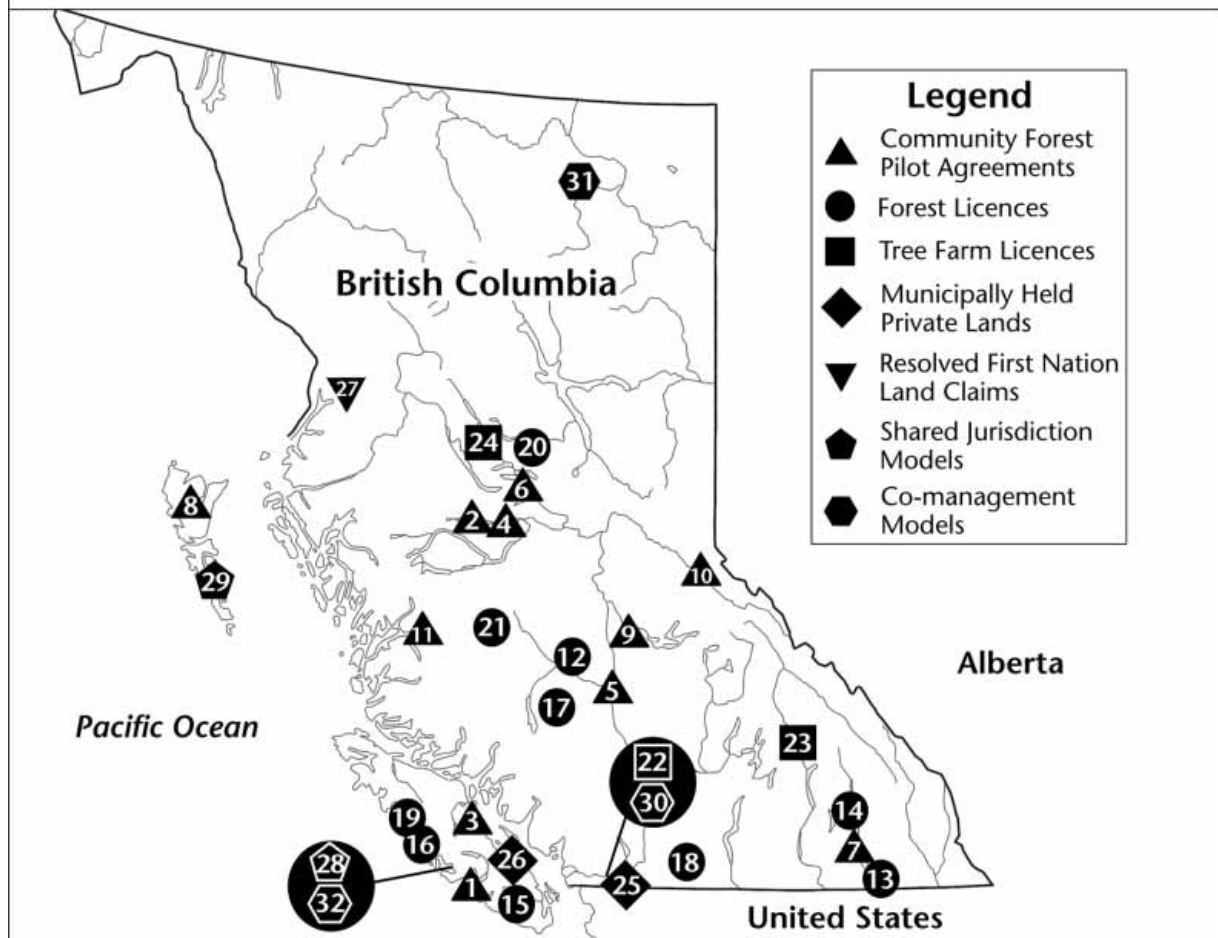 Legend
Community Forest
Pilot Agreements
Forest Licences
Tree Farm Licences
Municipally Held
Private Lands
Resolved First Nation
Land Claims
Shared Jurisdiction
Models
Co-management
Models
31
British Columbia
27
24
20
6
8
2
4
29
10
11
21
9
12
Alberta
5
17
Pacific Ocean
23
22
30
19
3
14
16
26
7
18
28
32
1
15
25
13
United States